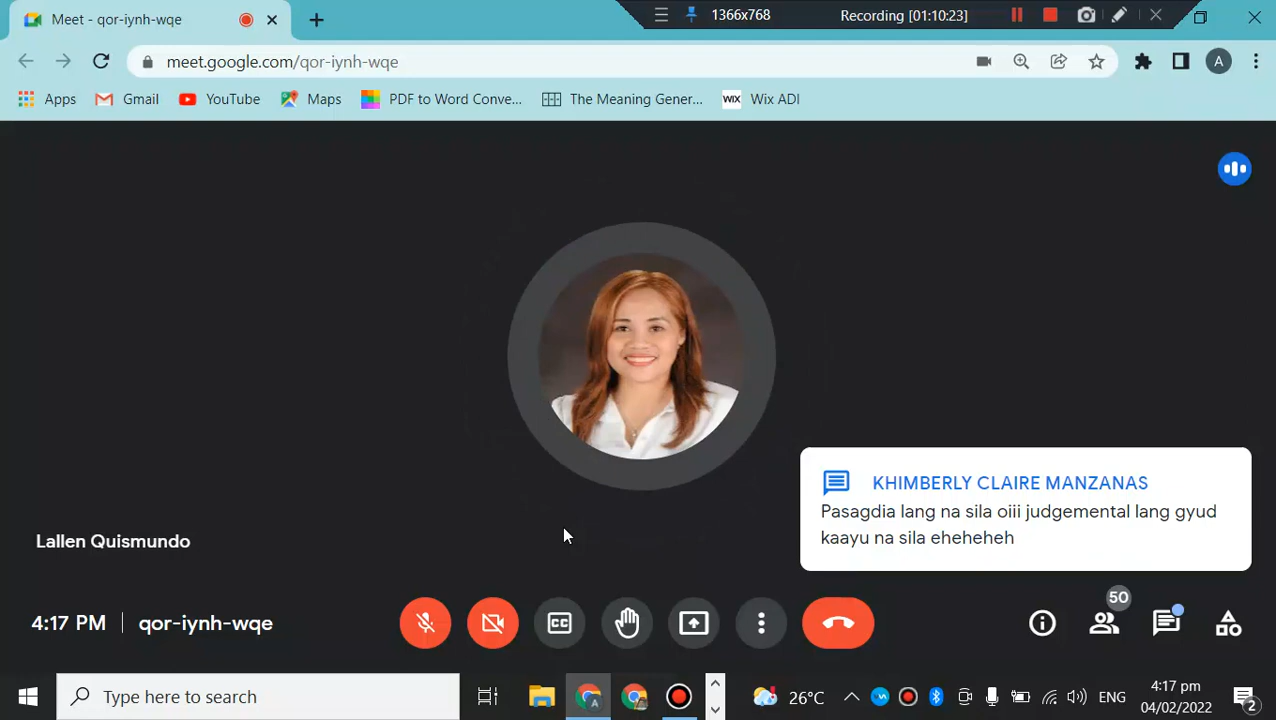 Meet - qor-iynh-wqe
1366x768
Recording [01:10:23]
meet.google.com/qor-iynh-wqe
A
Apps
Gmail
YouTube
Maps
PDF to Word Conve...
The Meaning Gener...
WIX
Wix ADI
KHIMBERLY CLAIRE MANZANAS
Pasagdia lang na sila oiii judgemental lang gyud
kaayu na sila eheheheh
Lallen Quismundo
50
4:17 PM
qor-iynh-wqe
CC
Type here to search
A
26°C
ENG
4:17 pm
04/02/2022
2